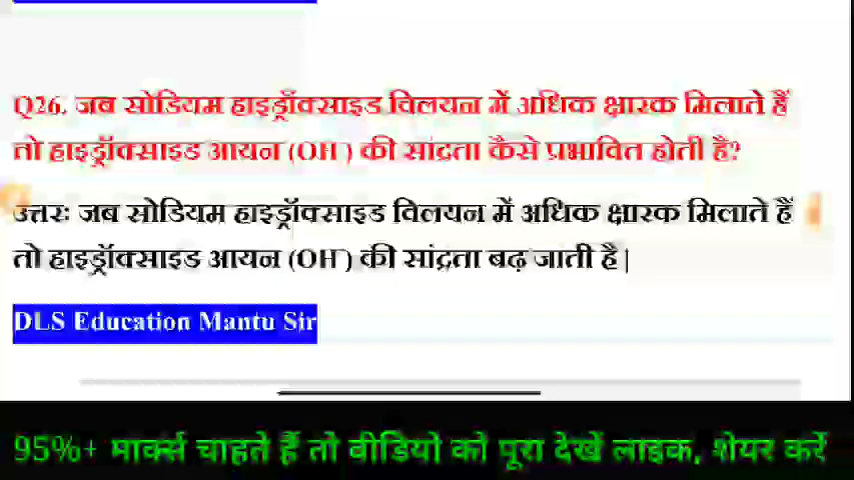 Q26. जब सोडियम हाइड्रॉक्साइड विलयन में अधिक क्षारक मिलाते हैं
तो हाइड्रॉक्साइड आयन (OH⁻) की सांद्रता कैसे प्रभावित होती है?
उत्तरः जब सोडियम हाइड्रॉक्साइड विलयन में अधिक क्षारक मिलाते हैं
तो हाइड्रॉक्साइड आयन (OH⁻) की सांद्रता बढ़ जाती है|
DLS Education Mantu Sir
95%+ मार्क्स चाहते हैं तो वीडियो को पूरा देखें लाइक, शेयर करें